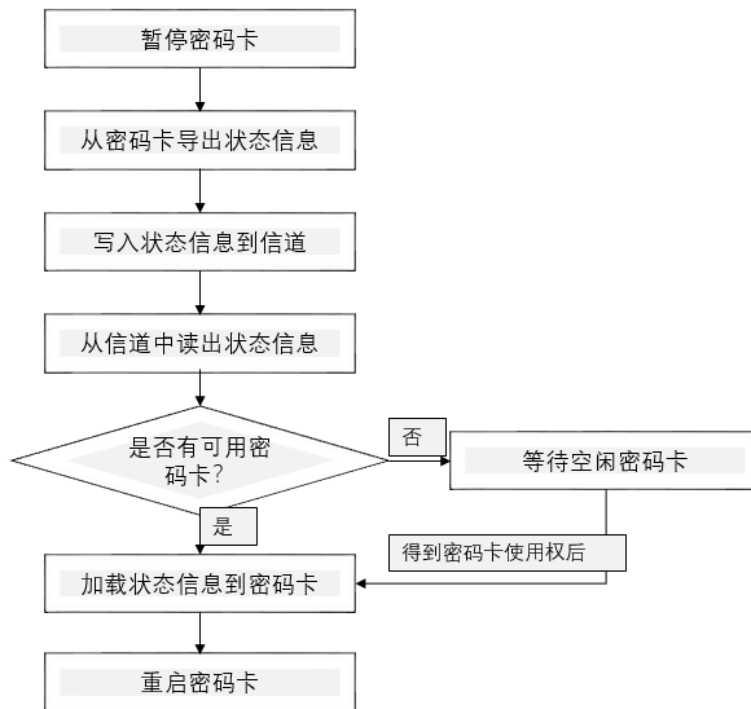 暂停密码卡
从密码卡导出状态信息
写入状态信息到信道
从信道中读出状态信息
是否有可用密
码卡?
否
等待空闲密码卡
是
得到密码卡使用权后
加载状态信息到密码卡
重启密码卡